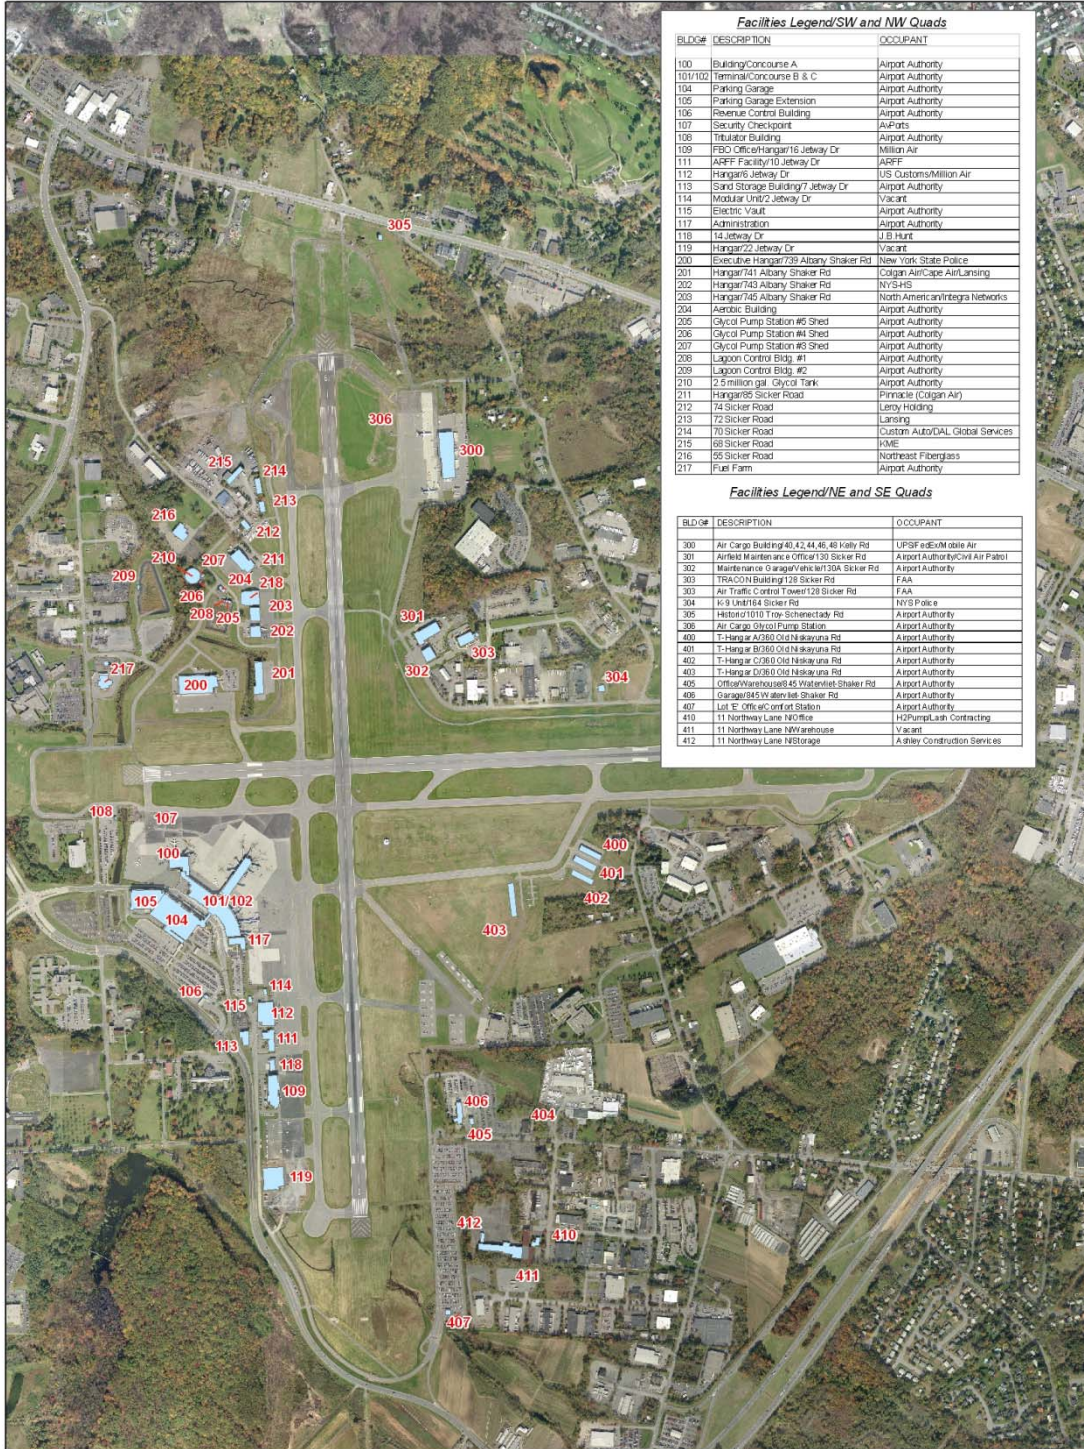 Facilities Legend/SW and NW Quads
BLDG# DESCRIPTION OCCUPANT
100 Building/Concourse A Airport Authority
101/102 Terminal/Concourse B & C Airport Authority
104 Parking Garage Airport Authority
105 Parking Garage Extension Airport Authority
106 Revenue Control Building Airport Authority
107 Security Checkpoint AvPorts
108 Tritulator Building Airport Authority
109 FBO Office/Hangar/16 Jetway Dr Million Air
111 ARFF Facility/10 Jetway Dr ARFF
112 Hangar/6 Jetway Dr US Customs/Million Air
113 Sand Storage Building/7 Jetway Dr Airport Authority
114 Modular Unit/2 Jetway Dr Vacant
115 Electric Vault Airport Authority
117 Administration Airport Authority
118 14 Jetway Dr J.B.Hunt
119 Hangar/22 Jetway Dr Vacant
200 Executive Hangar/739 Albany Shaker Rd New York State Police
201 Hangar/741 Albany Shaker Rd Colgan Air/Cape Air/Lansing
202 Hangar/743 Albany Shaker Rd NYS-HS
203 Hangar/745 Albany Shaker Rd North American/Integra Networks
204 Aerobic Building Airport Authority
205 Glycol Pump Station #5 Shed Airport Authority
206 Glycol Pump Station #4 Shed Airport Authority
207 Glycol Pump Station #3 Shed Airport Authority
208 Lagoon Control Bldg. #1 Airport Authority
209 Lagoon Control Bldg. #2 Airport Authority
210 2.5 million gal. Glycol Tank Airport Authority
211 Hangar/85 Sicker Road Pinnacle (Colgan Air)
212 74 Sicker Road Leroy Holding
213 72 Sicker Road Lansing
214 70 Sicker Road Custom Auto/DAL Global Services
215 68 Sicker Road KME
216 55 Sicker Road Northeast Fiberglass
217 Fuel Farm Airport Authority
Facilities Legend/NE and SE Quads
BLDG# DESCRIPTION OCCUPANT
300 Air Cargo Building/40,42,44,46,48 Kelly Rd UPS/FedEx/Mobile Air
301 Airfield Maintenance Office/130 Sicker Rd Airport Authority/Civil Air Patrol
302 Maintenance Garage/Vehicle/130A Sicker Rd Airport Authority
303 TRACON Building/128 Sicker Rd FAA
303 Air Traffic Control Tower/128 Sicker Rd FAA
304 K-9 Unit/164 Sicker Rd NYS Police
305 Historic/1010 Troy-Schenectady Rd Airport Authority
306 Air Cargo Glycol Pump Station Airport Authority
400 T-Hangar A/360 Old Niskayuna Rd Airport Authority
401 T-Hangar B/360 Old Niskayuna Rd Airport Authority
402 T-Hangar C/360 Old Niskayuna Rd Airport Authority
403 T-Hangar D/360 Old Niskayuna Rd Airport Authority
405 Office/Warehouse/845 Watervliet-Shaker Rd Airport Authority
406 Garage/845 Watervliet-Shaker Rd Airport Authority
407 Lot 'E' Office/Comfort Station Airport Authority
410 11 Northway Lane N/Office H2Pump/Lash Contracting
411 11 Northway Lane N/Warehouse Vacant
412 11 Northway Lane N/Storage Ashley Construction Services
305
306
300
215
214
213
216
212
210
207
211
209
204
218
206
203
208
205
202
301
303
302
217
200
201
304
108
107
100
400
401
105
101/102
402
104
403
117
114
106
115
112
113
111
118
109
406
404
405
119
412
410
411
407